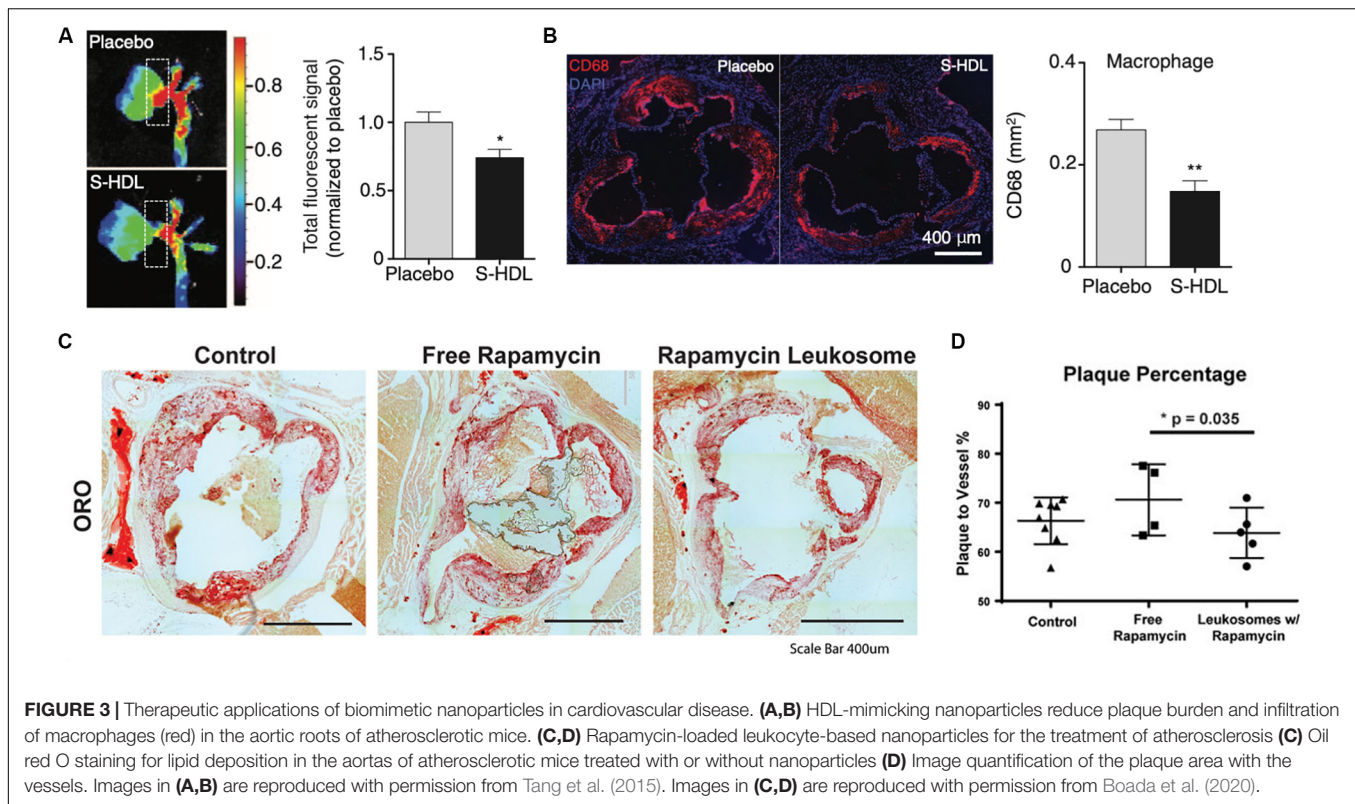 A
Placebo
S-HDL
0.8
0.6
0.4
0.2
Total fluorescent signal
(normalized to placebo)
1.5
1.0
0.5
0
*
Placebo
S-HDL
B
CD68
DAPI
Placebo
S-HDL
400 µm
Macrophage
CD68 (mm²)
0.4
0.2
0
**
Placebo
S-HDL
C
Control
Free Rapamycin
Rapamycin Leukosome
ORO
Scale Bar 400um
D
Plaque Percentage
Plaque to Vessel %
90
80
70
60
50
* p = 0.035
Control
Free
Rapamycin
Leukosomes w/
Rapamycin
FIGURE 3 | Therapeutic applications of biomimetic nanoparticles in cardiovascular disease. (A,B) HDL-mimicking nanoparticles reduce plaque burden and infiltration
of macrophages (red) in the aortic roots of atherosclerotic mice. (C,D) Rapamycin-loaded leukocyte-based nanoparticles for the treatment of atherosclerosis (C) Oil
red O staining for lipid deposition in the aortas of atherosclerotic mice treated with or without nanoparticles (D) Image quantification of the plaque area with the
vessels. Images in (A,B) are reproduced with permission from Tang et al. (2015). Images in (C,D) are reproduced with permission from Boada et al. (2020).